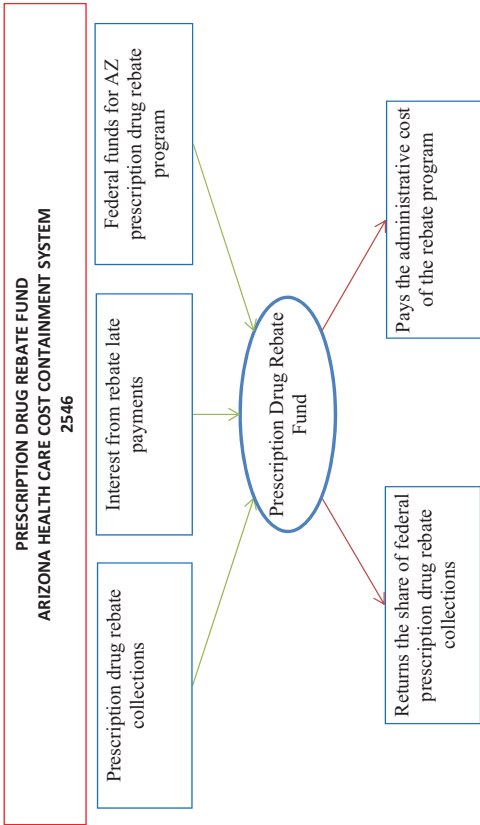 PRESCRIPTION DRUG REBATE FUND
ARIZONA HEALTH CARE COST CONTAINMENT SYSTEM
2546
Prescription drug rebate
collections
Interest from rebate late
payments
Federal funds for AZ
prescription drug rebate
program
Prescription Drug Rebate
Fund
Returns the share of federal
prescription drug rebate
collections
Pays the administrative cost
of the rebate program